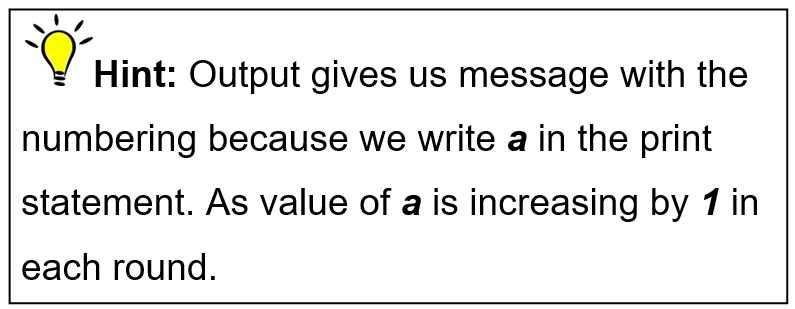 Hint: Output gives us message with the
numbering because we write a in the print
statement. As value of a is increasing by 1 in
each round.